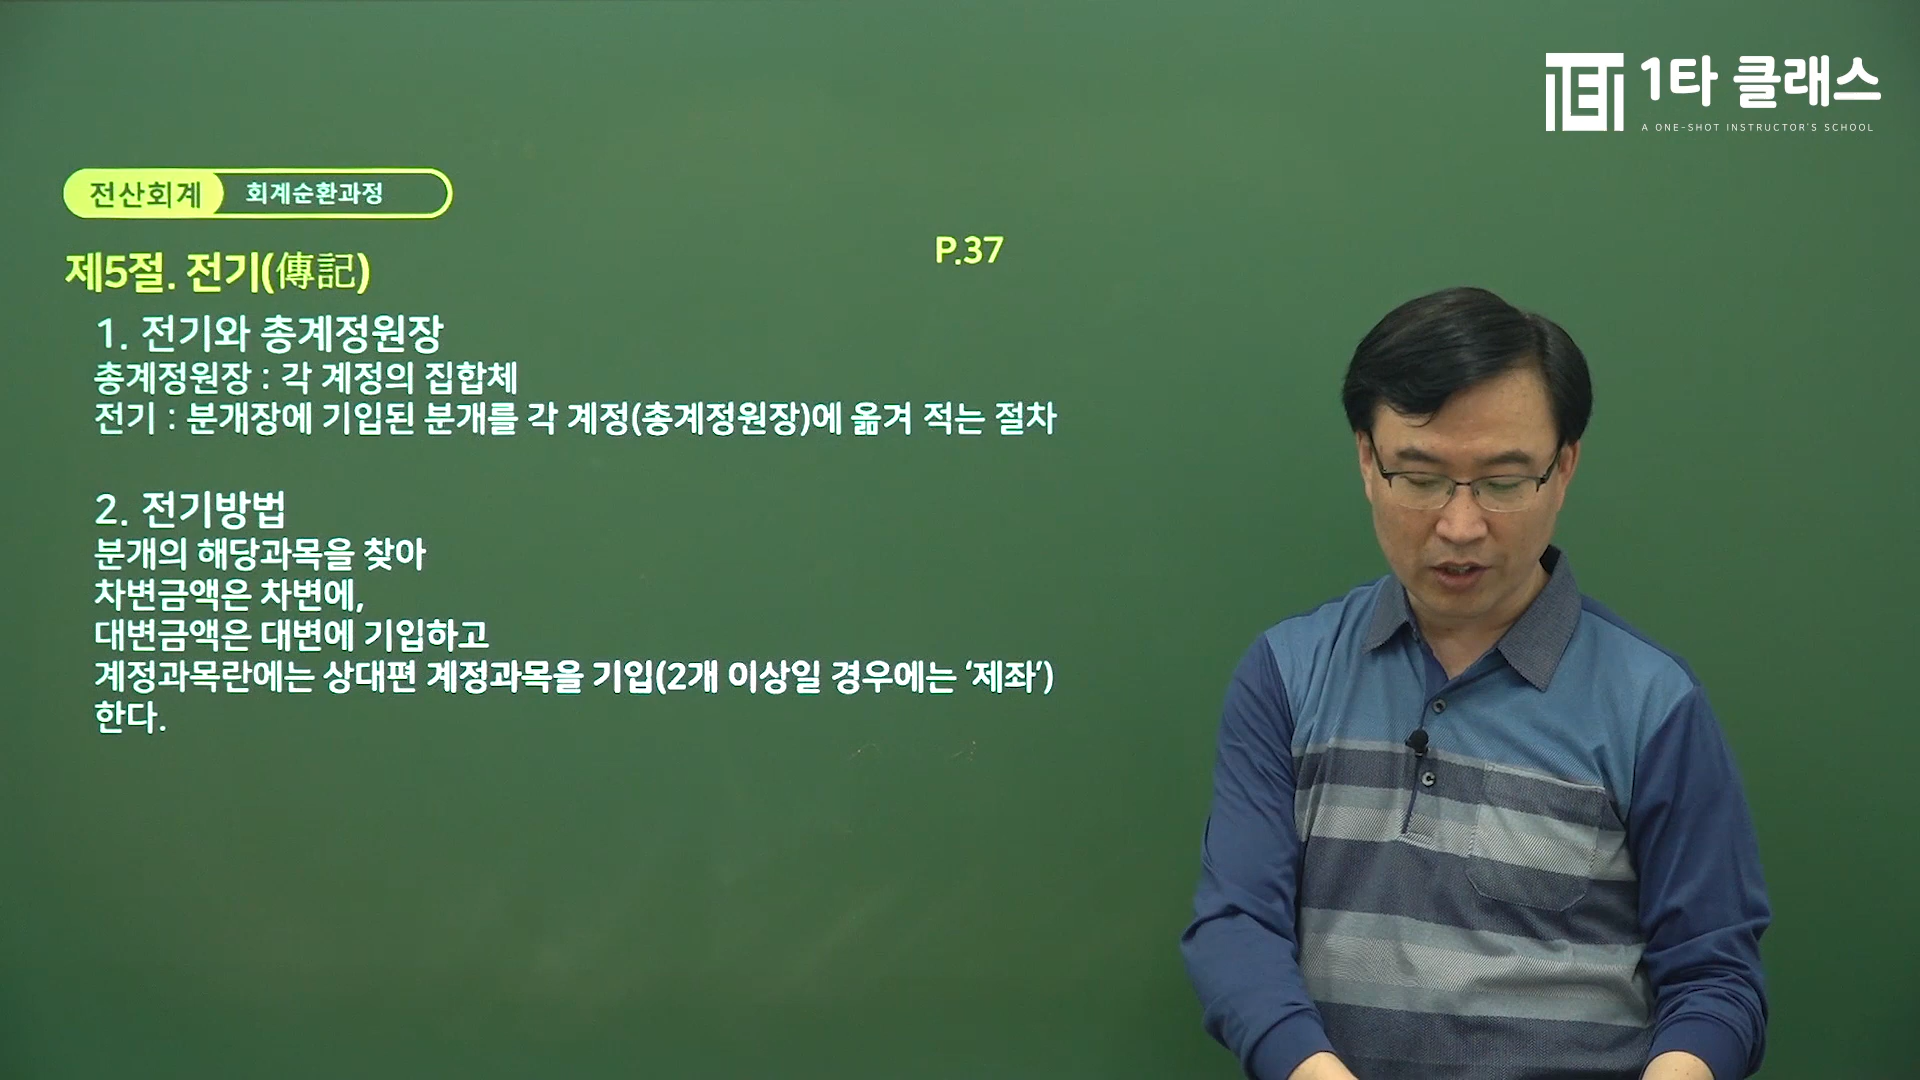 1타 클래스
A ONE-SHOT INSTRUCTOR'S SCHOOL
전산회계 회계순환과정
P.37
제5절. 전기(傳記)
1. 전기와 총계정원장
총계정원장 : 각 계정의 집합체
전기 : 분개장에 기입된 분개를 각 계정(총계정원장)에 옮겨 적는 절차
2. 전기방법
분개의 해당과목을 찾아
차변금액은 차변에,
대변금액은 대변에 기입하고
계정과목란에는 상대편 계정과목을 기입(2개 이상일 경우에는 ‘제좌’)
한다.